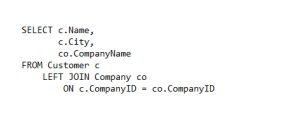 SELECT c.Name,
       c.City,
       co.CompanyName
FROM Customer c
    LEFT JOIN Company co
        ON c.CompanyID = co.CompanyID